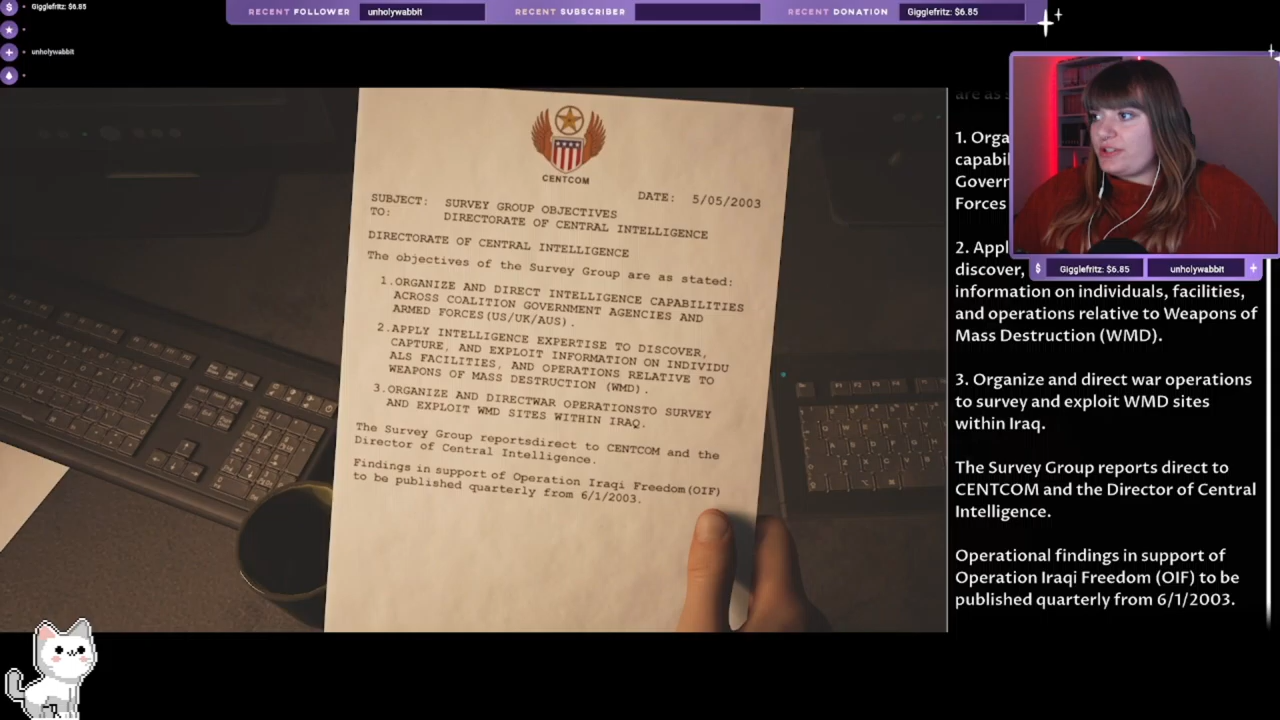 $ • Gigglefritz: $6.85
unholywabbit
RECENT FOLLOWER unholywabbit RECENT SUBSCRIBER RECENT DONATION Gigglefritz: $6.85
CENTCOM
DATE: 5/05/2003
SUBJECT: SURVEY GROUP OBJECTIVES
TO: DIRECTORATE OF CENTRAL INTELLIGENCE
DIRECTORATE OF CENTRAL INTELLIGENCE
The objectives of the Survey Group are as stated:
1.ORGANIZE AND DIRECT INTELLIGENCE CAPABILITIES
ACROSS COALITION GOVERNMENT AGENCIES AND
ARMED FORCES(US/UK/AUS).
2.APPLY INTELLIGENCE EXPERTISE TO DISCOVER,
CAPTURE, AND EXPLOIT INFORMATION ON INDIVIDU
ALS FACILITIES, AND OPERATIONS RELATIVE TO
WEAPONS OF MASS DESTRUCTION (WMD).
3.ORGANIZE AND DIRECTWAR OPERATIONSTO SURVEY
AND EXPLOIT WMD SITES WITHIN IRAQ.
The Survey Group reportsdirect to CENTCOM and the
Director of Central Intelligence.
Findings in support of Operation Iraqi Freedom(OIF)
to be published quarterly from 6/1/2003.
are as s
1. Orga
capabil
Govern
Forces
2. Appl
discover,
information on individuals, facilities,
and operations relative to Weapons of
Mass Destruction (WMD).
3. Organize and direct war operations
to survey and exploit WMD sites
within Iraq.
The Survey Group reports direct to
CENTCOM and the Director of Central
Intelligence.
Operational findings in support of
Operation Iraqi Freedom (OIF) to be
published quarterly from 6/1/2003.
$ Gigglefritz: $6.85 unholywabbit